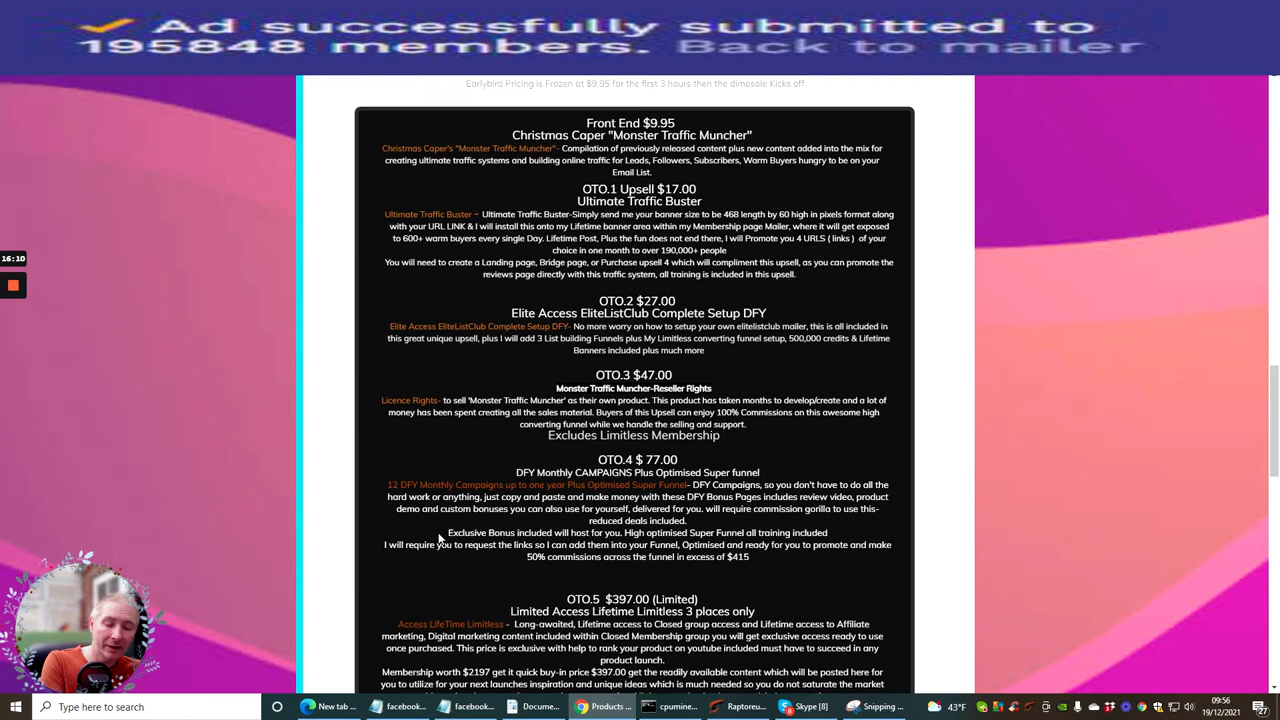 ✓ Ad successfully submitted to
195848 members. Back to mailer
Earlybird Pricing is Frozen at $9.95 for the first 3 hours then the dimesale Kicks off
Front End $9.95
Christmas Caper "Monster Traffic Muncher"
Christmas Caper's "Monster Traffic Muncher"- Compilation of previously released content plus new content added into the mix for
creating ultimate traffic systems and building online traffic for Leads, Followers, Subscribers, Warm Buyers hungry to be on your
Email List.
OTO.1 Upsell $17.00
Ultimate Traffic Buster
Ultimate Traffic Buster - Ultimate Traffic Buster-Simply send me your banner size to be 468 length by 60 high in pixels format along
with your URL LINK & I will install this onto my Lifetime banner area within my Membership page Mailer, where it will get exposed
to 600+ warm buyers every single Day. Lifetime Post, Plus the fun does not end there, I will Promote you 4 URLS ( links ) of your
choice in one month to over 190,000+ people
You will need to create a Landing page, Bridge page, or Purchase upsell 4 which will compliment this upsell, as you can promote the
reviews page directly with this traffic system, all training is included in this upsell.
OTO.2 $27.00
Elite Access EliteListClub Complete Setup DFY
Elite Access EliteListClub Complete Setup DFY- No more worry on how to setup your own elitelistclub mailer, this is all included in
this great unique upsell, plus I will add 3 List building Funnels plus My Limitless converting funnel setup, 500,000 credits & Lifetime
Banners included plus much more
OTO.3 $47.00
Monster Traffic Muncher-Reseller Rights
Licence Rights- to sell 'Monster Traffic Muncher' as their own product. This product has taken months to develop/create and a lot of
money has been spent creating all the sales material. Buyers of this Upsell can enjoy 100% Commissions on this awesome high
converting funnel while we handle the selling and support.
Excludes Limitless Membership
OTO.4 $ 77.00
DFY Monthly CAMPAIGNS Plus Optimised Super funnel
12 DFY Monthly Campaigns up to one year Plus Optimised Super Funnel- DFY Campaigns, so you don't have to do all the
hard work or anything, just copy and paste and make money with these DFY Bonus Pages includes review video, product
demo and custom bonuses you can also use for yourself, delivered for you. will require commission gorilla to use this-
reduced deals included.
Exclusive Bonus included will host for you. High optimised Super Funnel all training included
I will require you to request the links so I can add them into your Funnel, Optimised and ready for you to promote and make
50% commissions across the funnel in excess of $415
OTO.5 $397.00 (Limited)
Limited Access Lifetime Limitless 3 places only
Access LifeTime Limitless - Long-awaited, Lifetime access to Closed group access and Lifetime access to Affiliate
marketing, Digital marketing content included within Closed Membership group you will get exclusive access ready to use
once purchased. This price is exclusive with help to rank your product on youtube included must have to succeed in any
product launch.
Membership worth $2197 get it quick buy-in price $397.00 get the readily available content which will be posted here for
you to utilize for your next launches inspiration and unique ideas which is much needed so you do not saturate the market
16:10
Type here to search
New tab ...
facebook...
facebook...
Docume...
Products ...
cpumine...
Raptoreu...
Skype [8]
Snipping ...
43°F
09:56
19/12/2021